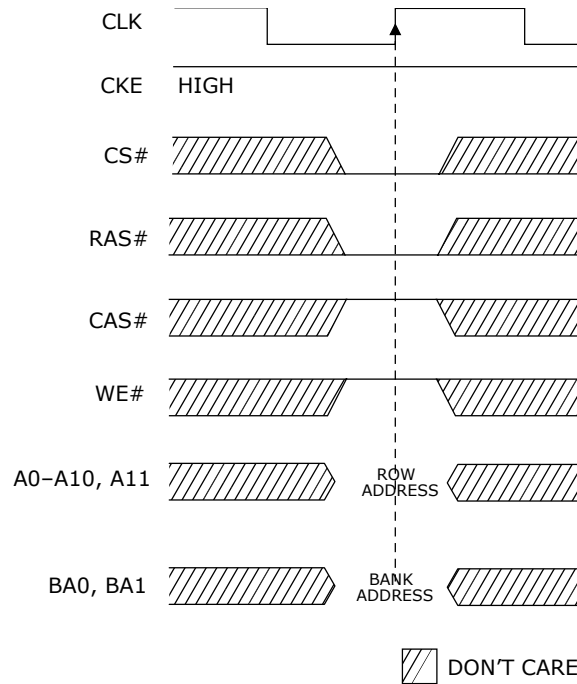 CLK
CKE HIGH
CS#
RAS#
CAS#
WE#
A0–A10, A11
ROW
ADDRESS
BA0, BA1
BANK
ADDRESS
DON'T CARE